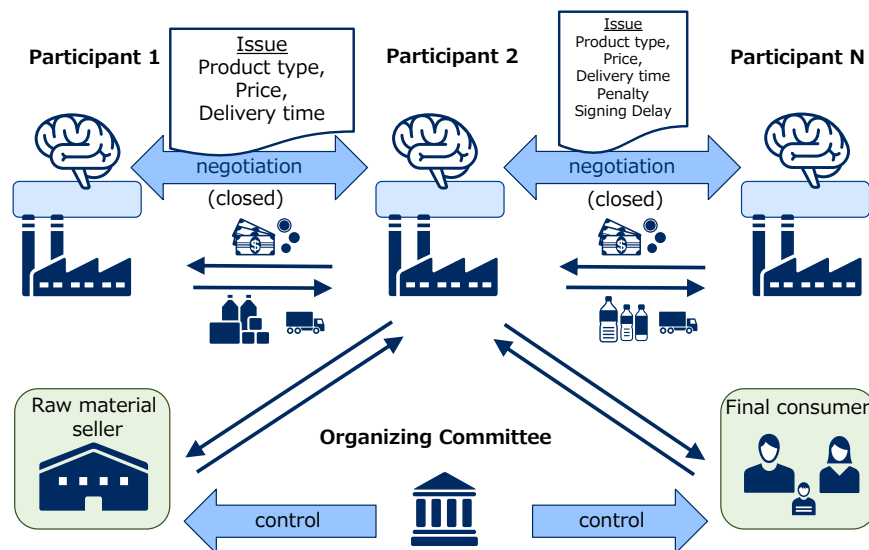 Participant 1
Issue
Product type,
Price,
Delivery time
Participant 2
Issue
Product type,
Price,
Delivery time
Penalty
Signing Delay
Participant N
negotiation
(closed)
negotiation
(closed)
$
Raw material
seller
Organizing Committee
Final consumer
control
control